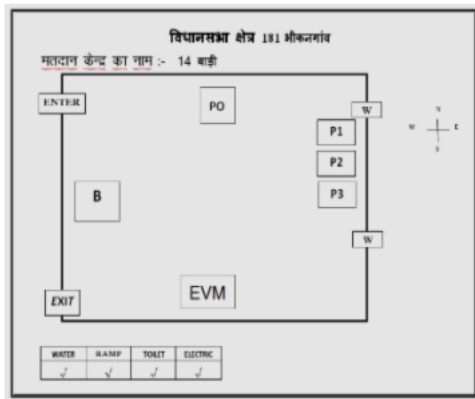 विधानसभा क्षेत्र 181 भीकनगांव
मतदान केन्द्र का नाम :- 14 बाड़ी
ENTER
PO
W
N
W E
S
P1
P2
P3
B
W
EVM
EXIT
WATER RAMP TOILET ELECTRIC
✓ ✓ ✓ ✓